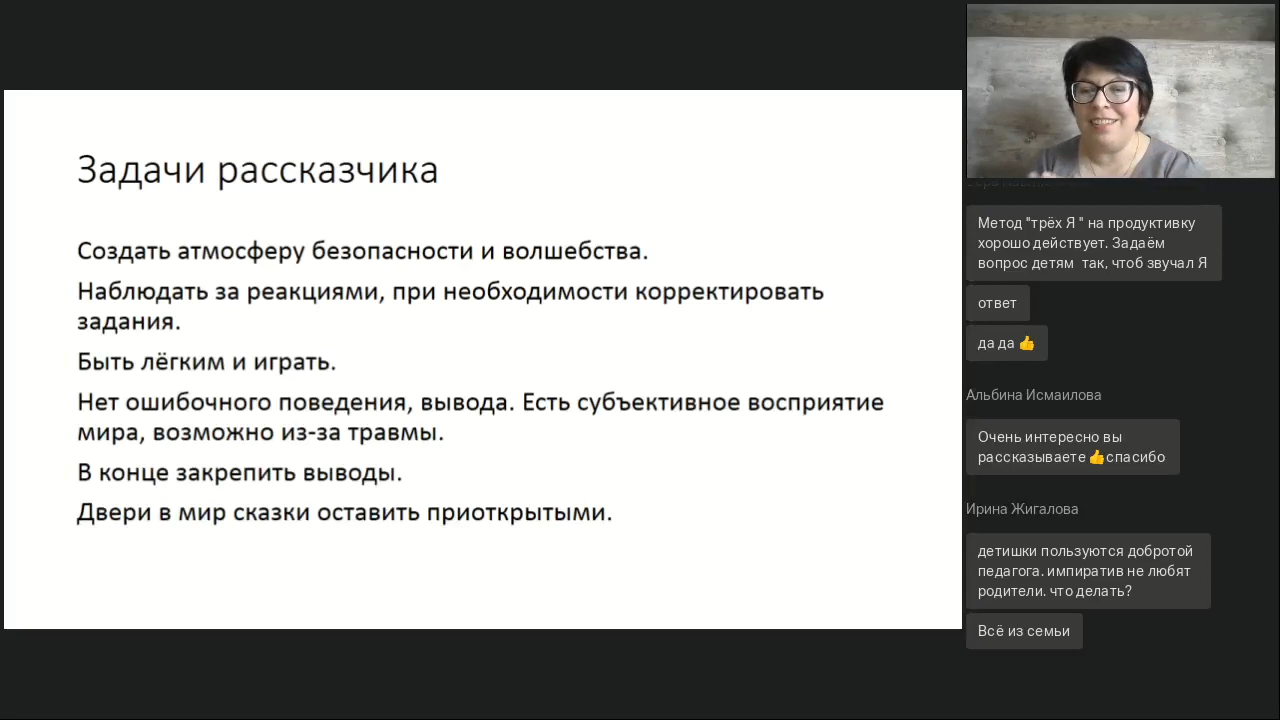 Задачи рассказчика
Создать атмосферу безопасности и волшебства.
Наблюдать за реакциями, при необходимости корректировать
задания.
Быть лёгким и играть.
Нет ошибочного поведения, вывода. Есть субъективное восприятие
мира, возможно из-за травмы.
В конце закрепить выводы.
Двери в мир сказки оставить приоткрытыми.
Метод "трёх Я " на продуктивку
хорошо действует. Задаём
вопрос детям так, чтоб звучал Я
ответ
да да 👍
Альбина Исмаилова
Очень интересно вы
рассказываете 👍спасибо
Ирина Жигалова
детишки пользуются добротой
педагога. импиратив не любят
родители. что делать?
Всё из семьи